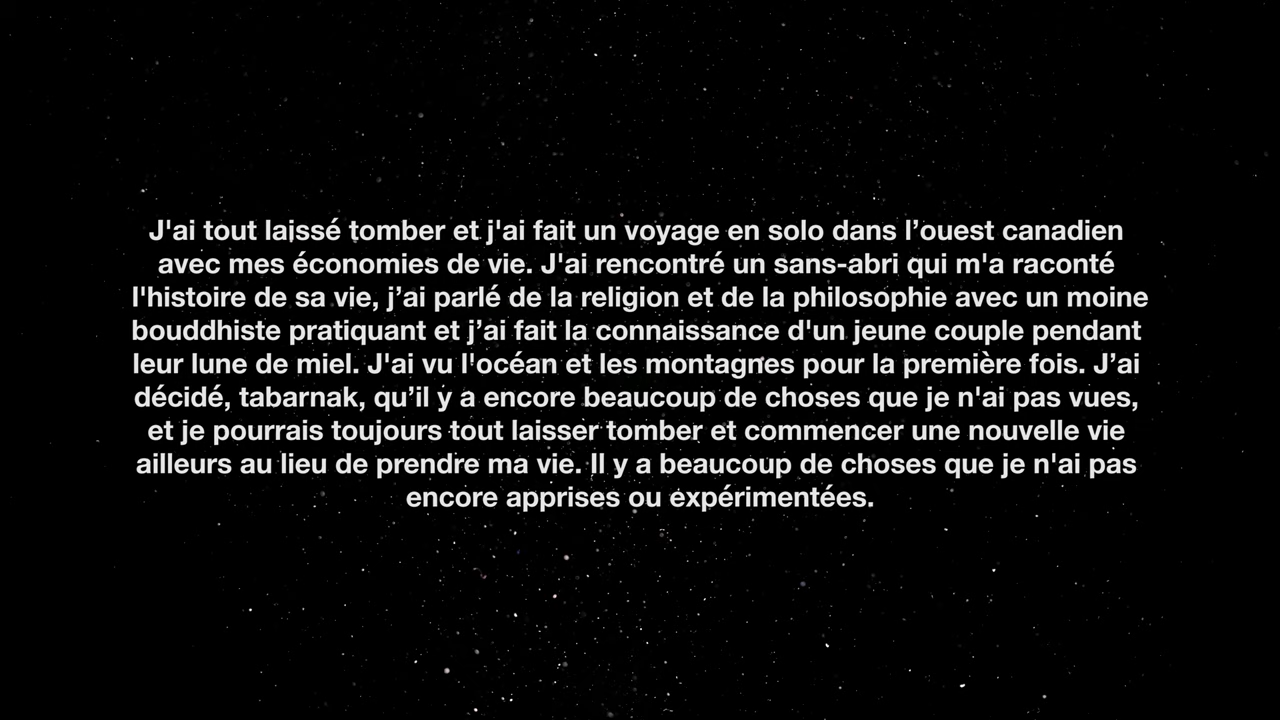 J'ai tout laissé tomber et j'ai fait un voyage en solo dans l’ouest canadien
avec mes économies de vie. J'ai rencontré un sans-abri qui m'a raconté
l'histoire de sa vie, j’ai parlé de la religion et de la philosophie avec un moine
bouddhiste pratiquant et j’ai fait la connaissance d'un jeune couple pendant
leur lune de miel. J'ai vu l'océan et les montagnes pour la première fois. J’ai
décidé, tabarnak, qu’il y a encore beaucoup de choses que je n'ai pas vues,
et je pourrais toujours tout laisser tomber et commencer une nouvelle vie
ailleurs au lieu de prendre ma vie. Il y a beaucoup de choses que je n'ai pas
encore apprises ou expérimentées.